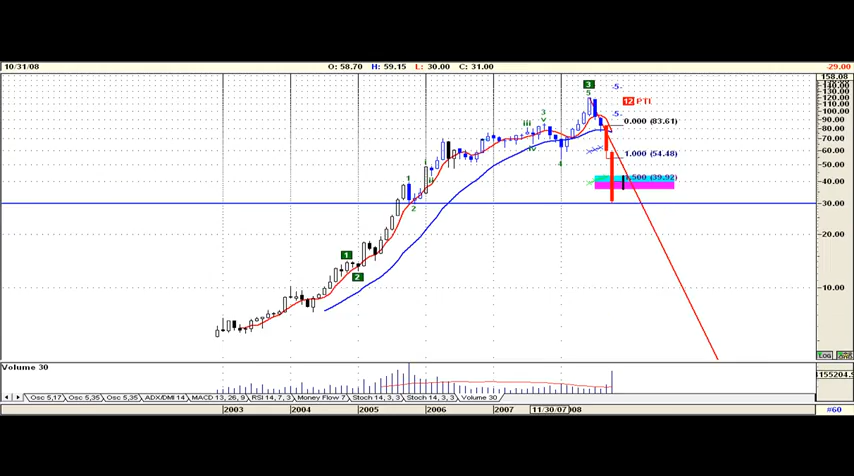 10/31/08 O: 58.70 H: 59.15 L: 30.00 C: 31.00 -29.00
158.08
140.00
130.00
120.00
110.00
100.00
90.00
80.00
70.00
60.00
50.00
40.00
30.00
20.00
10.00
3
5
-5-
12 PTI
-5-
0.000 (83.61)
1.000 (54.48)
1.500 (39.92)
3
v
iii
iv
4
i
ii
1
2
1
2
Log
Volume 30
155204.9
Osc 5,17 Osc 5,35 Osc 5,35 ADX/DMI 14 MACD 13, 26, 9 RSI 14, 7, 3 Money Flow 7 Stoch 14, 3, 3 Stoch 14, 3, 3 Volume 30
2003 2004 2005 2006 2007 11/30/07 08 #60